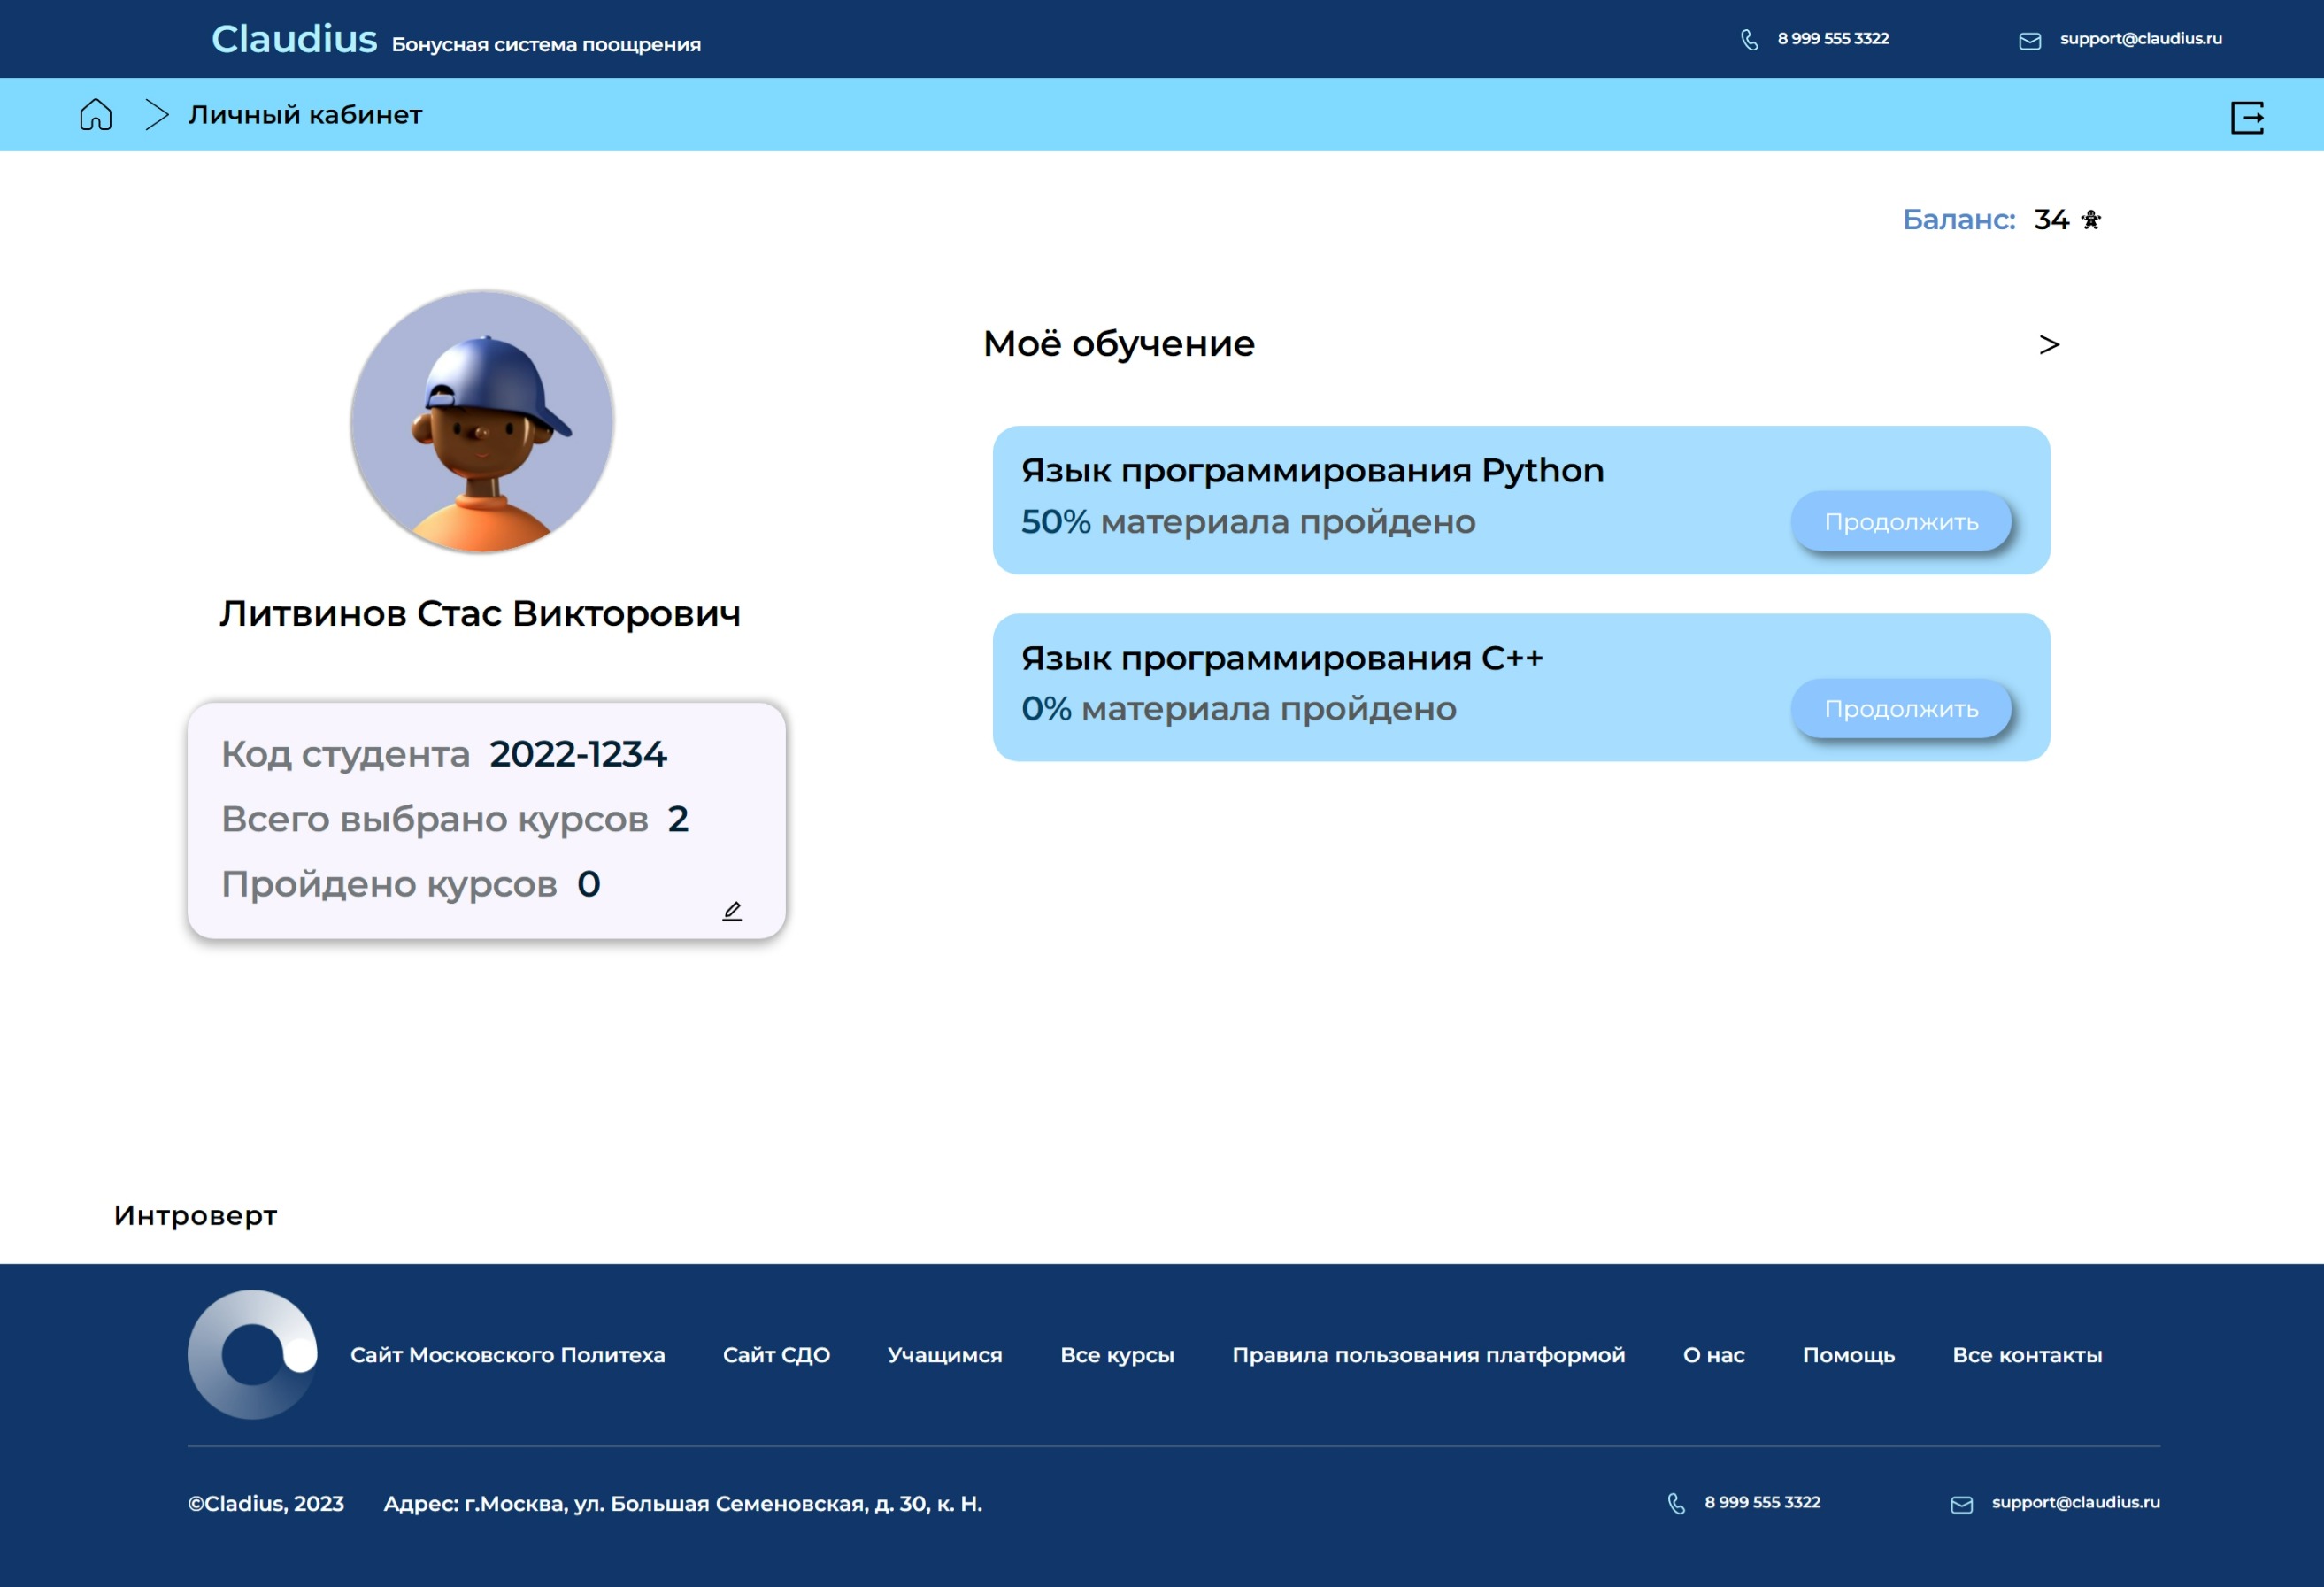 Claudius Бонусная система поощрения
8 999 555 3322
support@claudius.ru
Личный кабинет
Баланс: 34
Литвинов Стас Викторович
Код студента 2022-1234
Всего выбрано курсов 2
Пройдено курсов 0
Моё обучение >
Язык программирования Python
50% материала пройдено
Продолжить
Язык программирования C++
0% материала пройдено
Продолжить
Интроверт
Сайт Московского Политеха Сайт СДО Учащимся Все курсы Правила пользования платформой О нас Помощь Все контакты
©Cladius, 2023 Адрес: г.Москва, ул. Большая Семеновская, д. 30, к. Н.
8 999 555 3322
support@claudius.ru